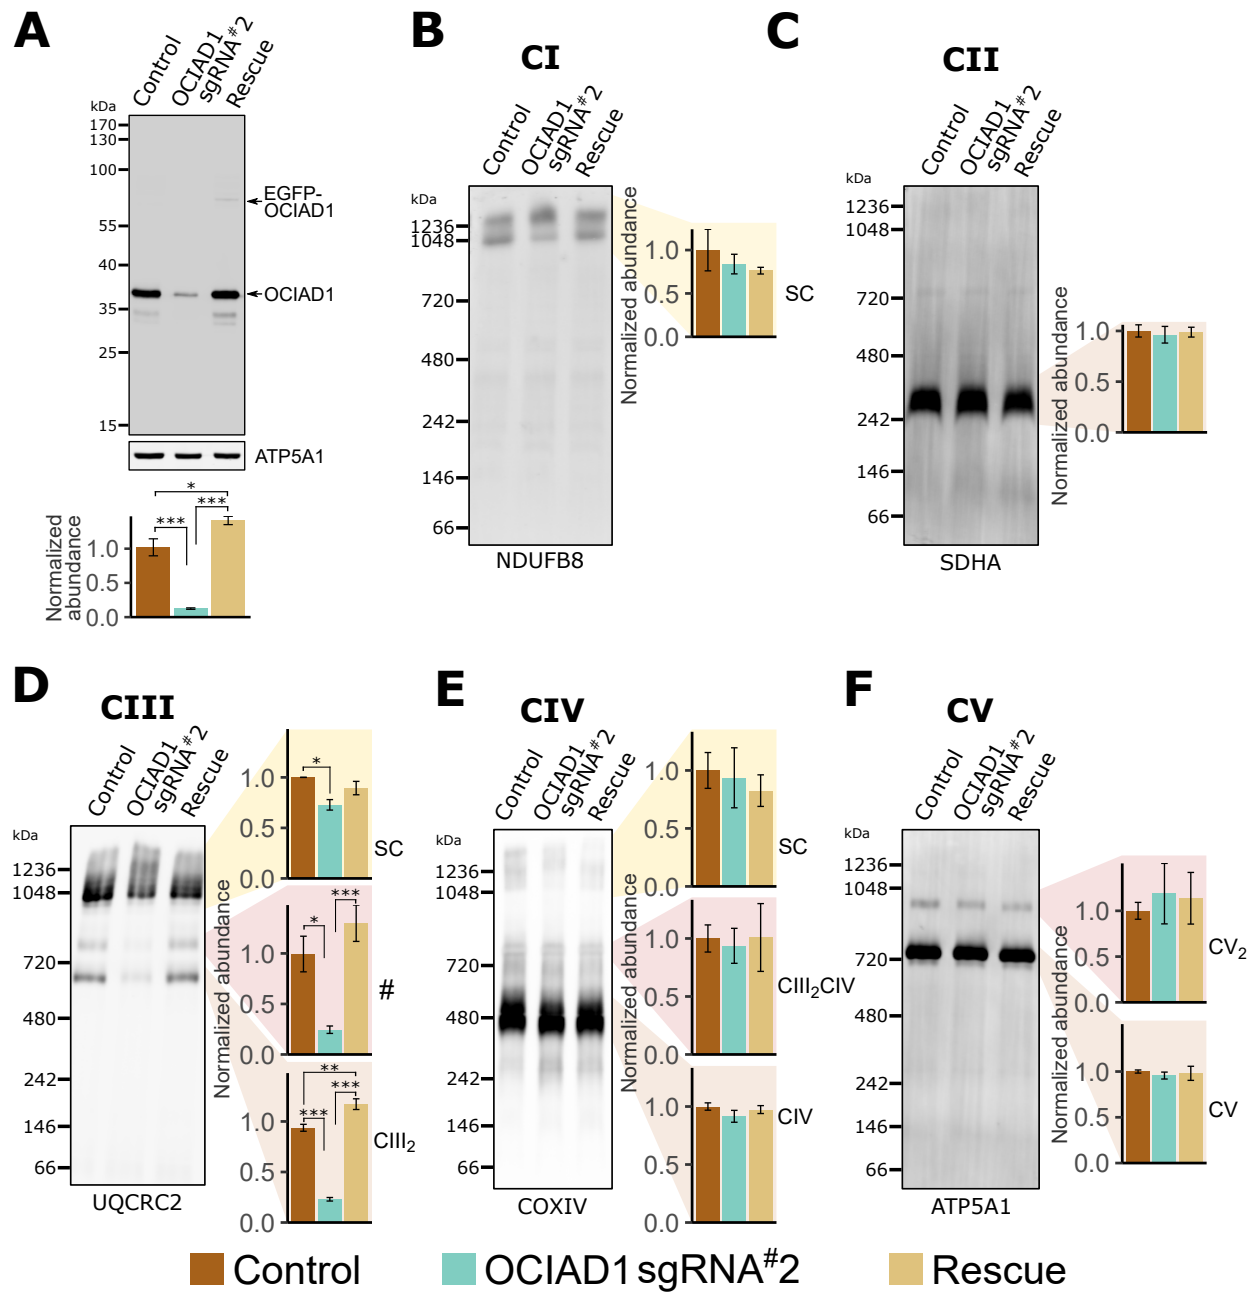 A
Control
OCIAD1
sgRNA#2
Rescue
kDa
170
130
100
55
40
35
25
15
EGFP-
OCIAD1
OCIAD1
ATP5A1
Normalized
abundance
1.0
0.5
0.0
*
***
***
B
CI
Control
OCIAD1
sgRNA#2
Rescue
kDa
1236
1048
720
480
242
146
66
NDUFB8
Normalized abundance
1.0
0.5
0.0
SC
C
CII
Control
OCIAD1
sgRNA#2
Rescue
kDa
1236
1048
720
480
242
146
66
SDHA
Normalized abundance
1.0
0.5
0.0
D
CIII
Control
OCIAD1
sgRNA#2
Rescue
kDa
1236
1048
720
480
242
146
66
UQCRC2
Normalized abundance
1.0
0.5
0.0
*
SC
1.0
0.5
0.0
***
*
#
1.0
0.5
0.0
**
***
***
CIII₂
E
CIV
Control
OCIAD1
sgRNA#2
Rescue
kDa
1236
1048
720
480
242
146
66
COXIV
Normalized abundance
1.0
0.5
0.0
SC
1.0
0.5
0.0
CIII₂CIV
1.0
0.5
0.0
CIV
F
CV
Control
OCIAD1
sgRNA#2
Rescue
kDa
1236
1048
720
480
242
146
66
ATP5A1
Normalized abundance
1.0
0.5
0.0
CV₂
1.0
0.5
0.0
CV
Control
OCIAD1 sgRNA#2
Rescue